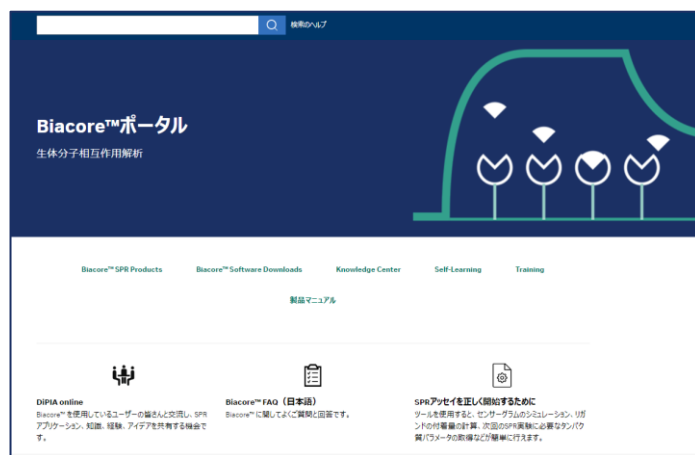 検索のヘルプ
Biacore™ポータル
生体分子相互作用解析
Biacore™ SPR Products
Biacore™ Software Downloads
Knowledge Center
Self-Learning
Training
製品マニュアル
DiPIA online
Biacore™ を使用しているユーザーの皆さんと交流し、SPR
アプリケーション、知識、経験、アイデアを共有する機会で
す。
Biacore™ FAQ（日本語）
Biacore™ に関してよくご質問と回答です。
SPRアッセイを正しく開始するために
ツールを使用すると、センサーグラムのシミュレーション、リガ
ンドの付着量の計算、次回のSPR実験に必要なタンパク
質パラメータの取得などが簡単に行えます。